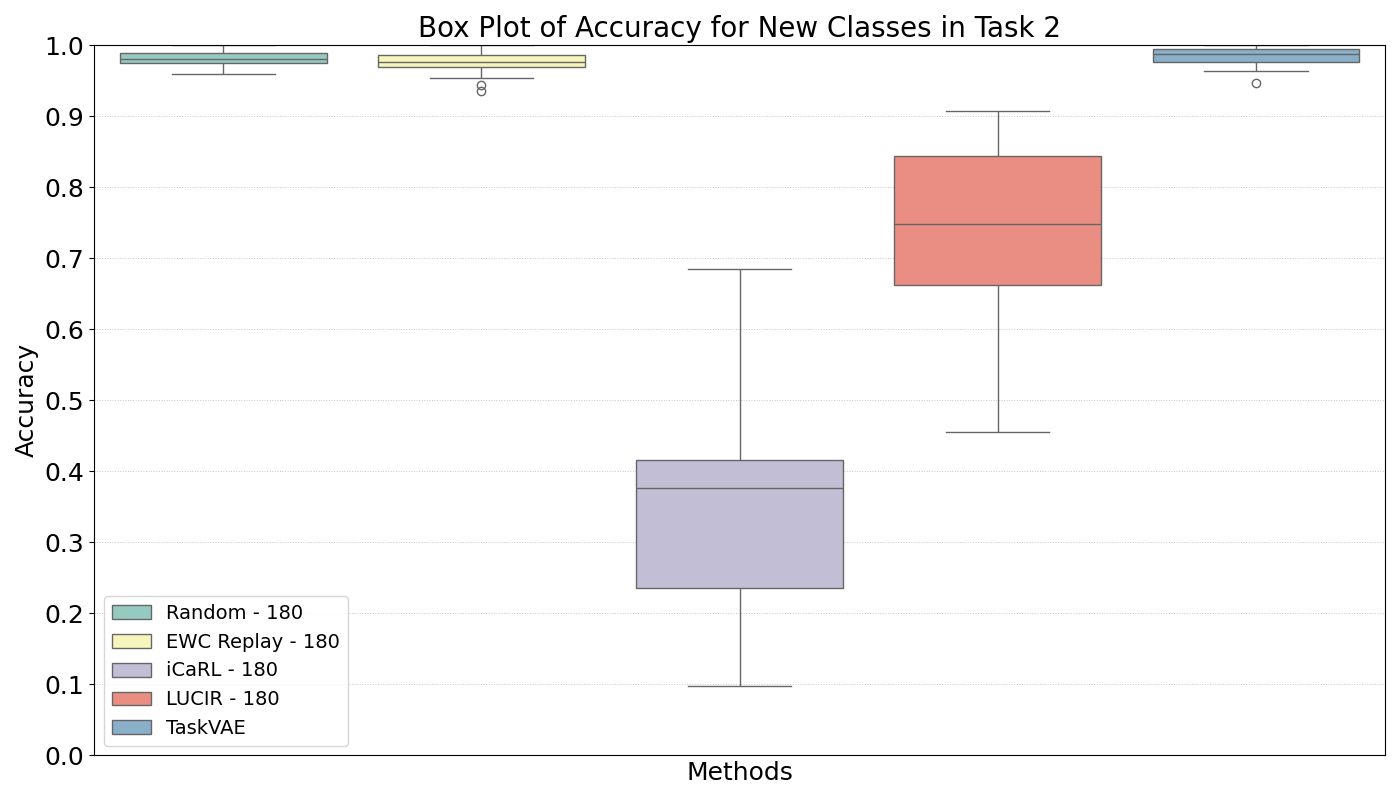 Box Plot of Accuracy for New Classes in Task 2
Accuracy
1.0
0.9
0.8
0.7
0.6
0.5
0.4
0.3
0.2
0.1
0.0
Random - 180
EWC Replay - 180
iCaRL - 180
LUCIR - 180
TaskVAE
Methods